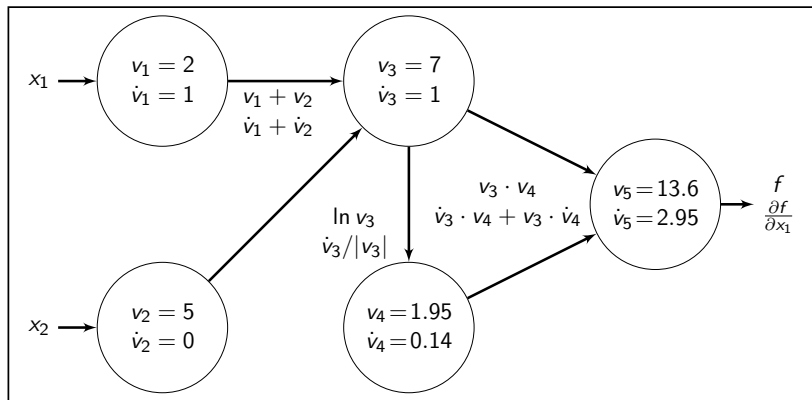 x₁
v₁ = 2
v̇₁ = 1
v₁ + v₂
v̇₁ + v̇₂
v₃ = 7
v̇₃ = 1
ln v₃
v̇₃/|v₃|
v₃ · v₄
v̇₃ · v₄ + v₃ · v̇₄
v₅ = 13.6
v̇₅ = 2.95
f
∂f
∂x₁
x₂
v₂ = 5
v̇₂ = 0
v₄ = 1.95
v̇₄ = 0.14